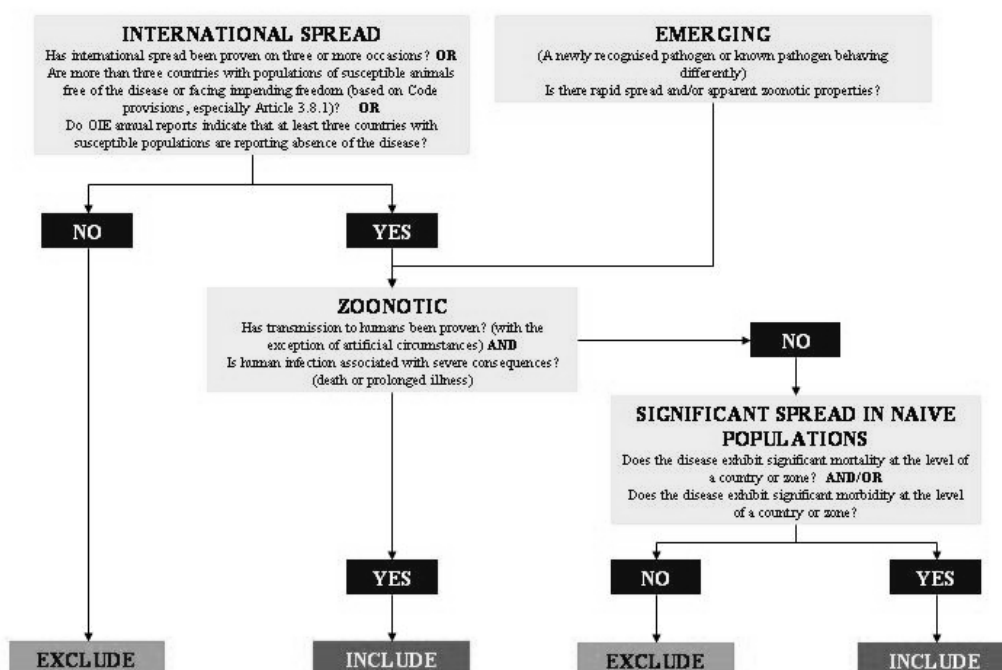 INTERNATIONAL SPREAD
Has international spread been proven on three or more occasions? OR
Are more than three countries with populations of susceptible animals
free of the disease or facing impending freedom (based on Code
provisions, especially Article 3.8.1)? OR
Do OIE annual reports indicate that at least three countries with
susceptible populations are reporting absence of the disease?
EMERGING
(A newly recognised pathogen or known pathogen behaving
differently)
Is there rapid spread and/or apparent zoonotic properties?
NO
YES
ZOONOTIC
Has transmission to humans been proven? (with the
exception of artificial circumstances) AND
Is human infection associated with severe consequences?
(death or prolonged illness)
NO
SIGNIFICANT SPREAD IN NAIVE
POPULATIONS
Does the disease exhibit significant mortality at the level of
a country or zone? AND/OR
Does the disease exhibit significant morbidity at the level
of a country or zone?
YES
NO
YES
EXCLUDE
INCLUDE
EXCLUDE
INCLUDE